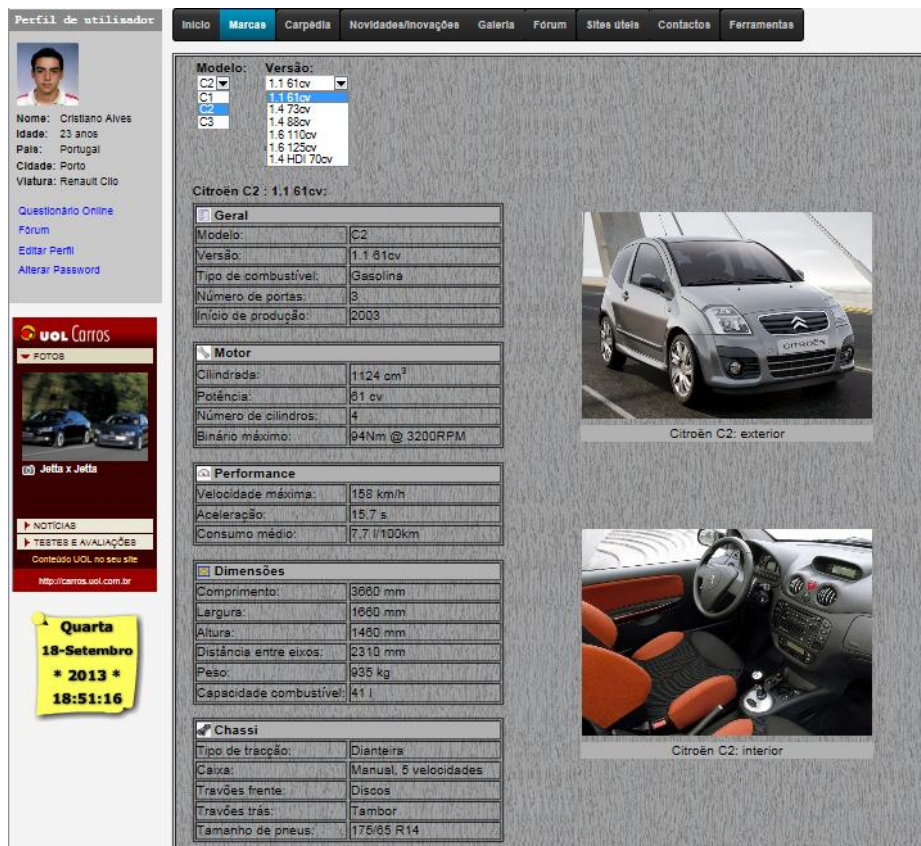 Perfil de utilizador
Nome: Cristiano Alves
Idade: 23 anos
País: Portugal
Cidade: Porto
Viatura: Renault Clio
Questionário Online
Fórum
Editar Perfil
Alterar Password
UOL Carros
FOTOS
Jetta x Jetta
NOTÍCIAS
TESTES E AVALIAÇÕES
Conteúdo UOL no seu site
http://carros.uol.com.br
Quarta
18-Setembro
* 2013 *
18:51:16
Inicio Marcas Carpédia Novidades/Inovações Galeria Fórum Sites úteis Contactos Ferramentas
Modelo: Versão:
C2 1.1 61cv
C1 1.1 61cv
C2 1.4 73cv
C3 1.4 88cv
1.6 110cv
1.6 125cv
1.4 HDI 70cv
Citroën C2 : 1.1 61cv:
Geral
Modelo: C2
Versão: 1.1 61cv
Tipo de combustível: Gasolina
Número de portas: 3
Início de produção: 2003
Motor
Cilindrada: 1124 cm³
Potência: 61 cv
Número de cilindros: 4
Binário máximo: 94Nm @ 3200RPM
Performance
Velocidade máxima: 158 km/h
Aceleração: 15,7 s
Consumo médio: 7,7 l/100km
Dimensões
Comprimento: 3660 mm
Largura: 1660 mm
Altura: 1460 mm
Distância entre eixos: 2310 mm
Peso: 935 kg
Capacidade combustível: 41 l
Chassi
Tipo de tracção: Dianteira
Caixa: Manual, 5 velocidades
Travões frente: Discos
Travões trás: Tambor
Tamanho de pneus: 175/65 R14
CITROËN
Citroën C2: exterior
Citroën C2: interior